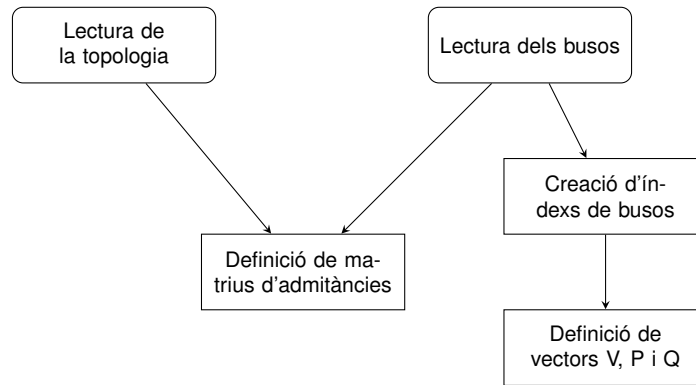 Lectura de
la topologia
Lectura dels busos
Creació d'ín-
dexs de busos
Definició de ma-
trius d'admitàncies
Definició de
vectors V, P i Q